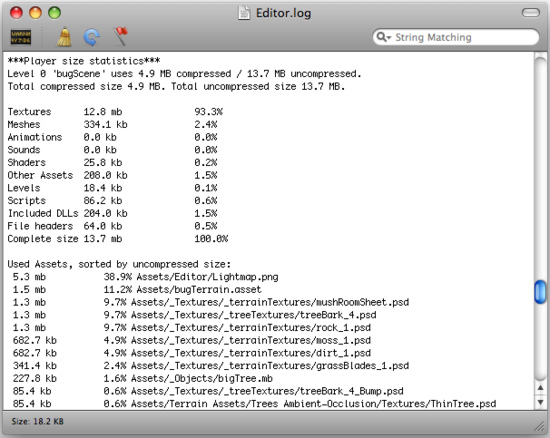 Editor.log
WARNI
NY 7:36
String Matching
***Player size statistics***
Level 0 'bugScene' uses 4.9 MB compressed / 13.7 MB uncompressed.
Total compressed size 4.9 MB. Total uncompressed size 13.7 MB.
Textures 12.8 mb 93.3%
Meshes 334.1 kb 2.4%
Animations 0.0 kb 0.0%
Sounds 0.0 kb 0.0%
Shaders 25.8 kb 0.2%
Other Assets 208.0 kb 1.5%
Levels 18.4 kb 0.1%
Scripts 86.2 kb 0.6%
Included DLLs 204.0 kb 1.5%
File headers 64.0 kb 0.5%
Complete size 13.7 mb 100.0%
Used Assets, sorted by uncompressed size:
5.3 mb 38.9% Assets/Editor/Lightmap.png
1.5 mb 11.2% Assets/bugTerrain.asset
1.3 mb 9.7% Assets/_Textures/_terrainTextures/mushRoomSheet.psd
1.3 mb 9.7% Assets/_Textures/_treeTextures/treeBark_4.psd
1.3 mb 9.7% Assets/_Textures/_terrainTextures/rock_1.psd
682.7 kb 4.9% Assets/_Textures/_terrainTextures/moss_1.psd
682.7 kb 4.9% Assets/_Textures/_terrainTextures/dirt_1.psd
341.4 kb 2.4% Assets/_Textures/_terrainTextures/grassBlades_1.psd
227.8 kb 1.6% Assets/_Objects/bigTree.mb
85.4 kb 0.6% Assets/_Textures/_treeTextures/treeBark_4_Bump.psd
85.4 kb 0.6% Assets/Terrain Assets/Trees Ambient-Occlusion/Textures/ThinTree.psd
Size: 18.2 KB